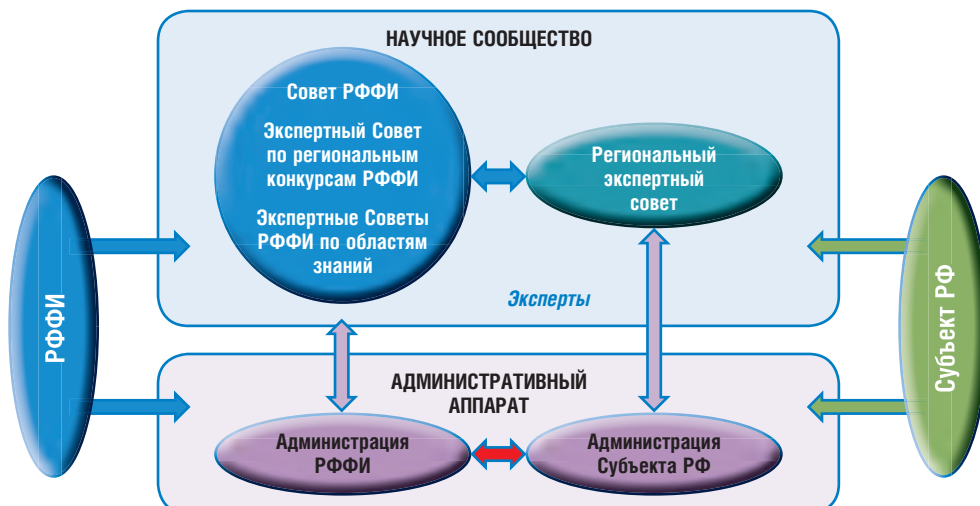 НАУЧНОЕ СООБЩЕСТВО
Совет РФФИ
Экспертный Совет
по региональным
конкурсам РФФИ
Экспертные Советы
РФФИ по областям
знаний
Региональный
экспертный
совет
Эксперты
РФФИ
Субъект РФ
АДМИНИСТРАТИВНЫЙ
АППАРАТ
Администрация
РФФИ
Администрация
Субъекта РФ